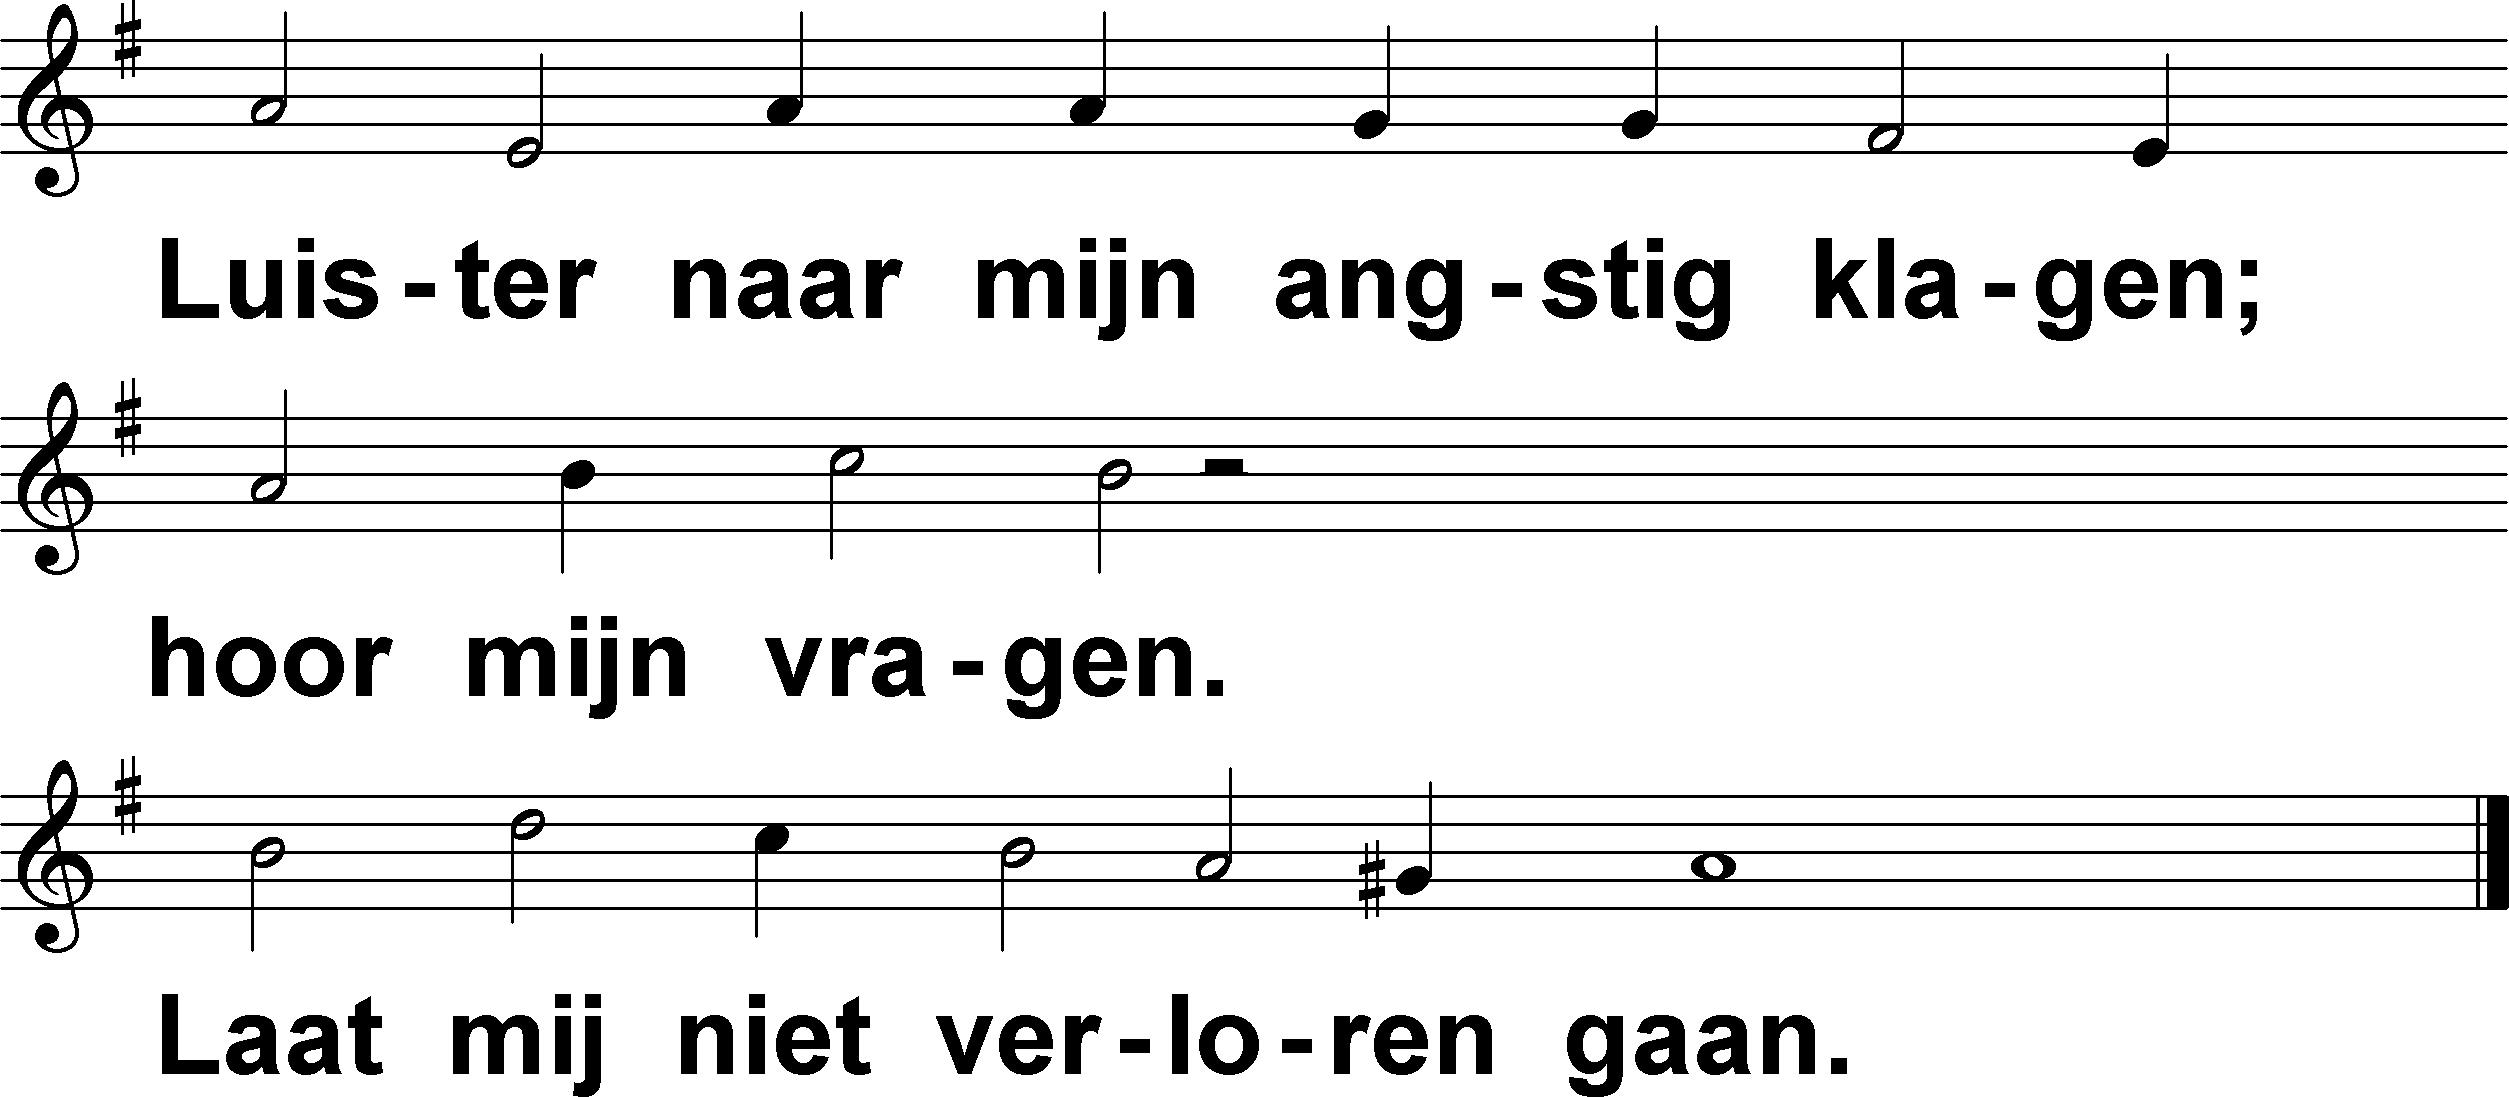 Luis-ter naar mijn ang-stig kla-gen;
hoor mijn vra-gen.
Laat mij niet ver-lo-ren gaan.